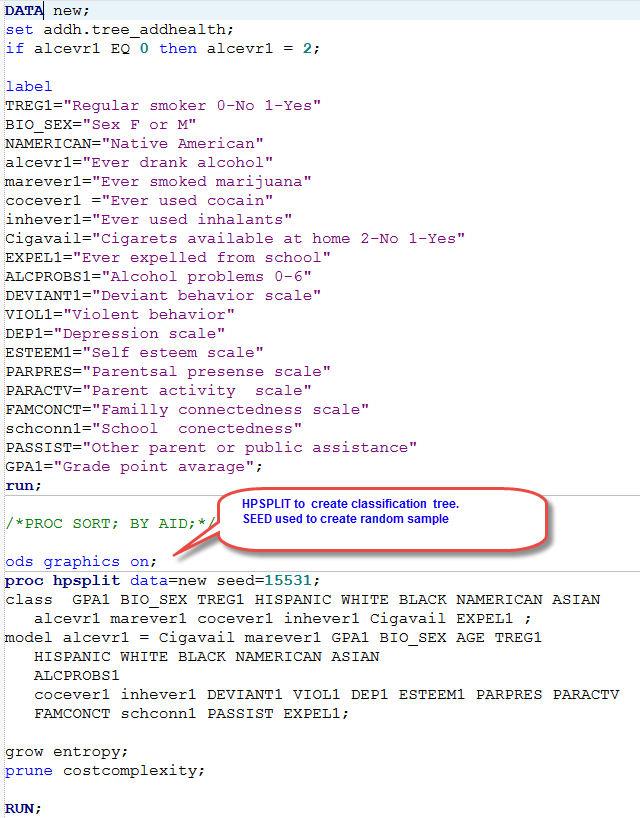 DATA new;
set addh.tree_addhealth;
if alcevr1 EQ 0 then alcevr1 = 2;
label
TREG1="Regular smoker 0-No 1-Yes"
BIO_SEX="Sex F or M"
NAMERICAN="Native American"
alcevr1="Ever drank alcohol"
marever1="Ever smoked marijuana"
cocever1 ="Ever used cocain"
inhever1="Ever used inhalants"
Cigavail="Cigarets available at home 2-No 1-Yes"
EXPEL1="Ever expelled from school"
ALCPROBS1="Alcohol problems 0-6"
DEVIANT1="Deviant behavior scale"
VIOL1="Violent behavior"
DEP1="Depression scale"
ESTEEM1="Self esteem scale"
PARPRES="Parentsal presense scale"
PARACTV="Parent activity  scale"
FAMCONCT="Familly connectedness scale"
schconn1="School  conectedness"
PASSIST="Other parent or public assistance"
GPA1="Grade point avarage";
run;
HPSPLIT to  create classification  tree.
SEED used to create random sample
/*PROC SORT; BY AID;*/
ods graphics on;
proc hpsplit data=new seed=15531;
class  GPA1 BIO_SEX TREG1 HISPANIC WHITE BLACK NAMERICAN ASIAN
alcevr1 marever1 cocever1 inhever1 Cigavail EXPEL1 ;
model alcevr1 = Cigavail marever1 GPA1 BIO_SEX AGE TREG1
HISPANIC WHITE BLACK NAMERICAN ASIAN
ALCPROBS1
cocever1 inhever1 DEVIANT1 VIOL1 DEP1 ESTEEM1 PARPRES PARACTV
FAMCONCT schconn1 PASSIST EXPEL1;
grow entropy;
prune costcomplexity;
RUN;